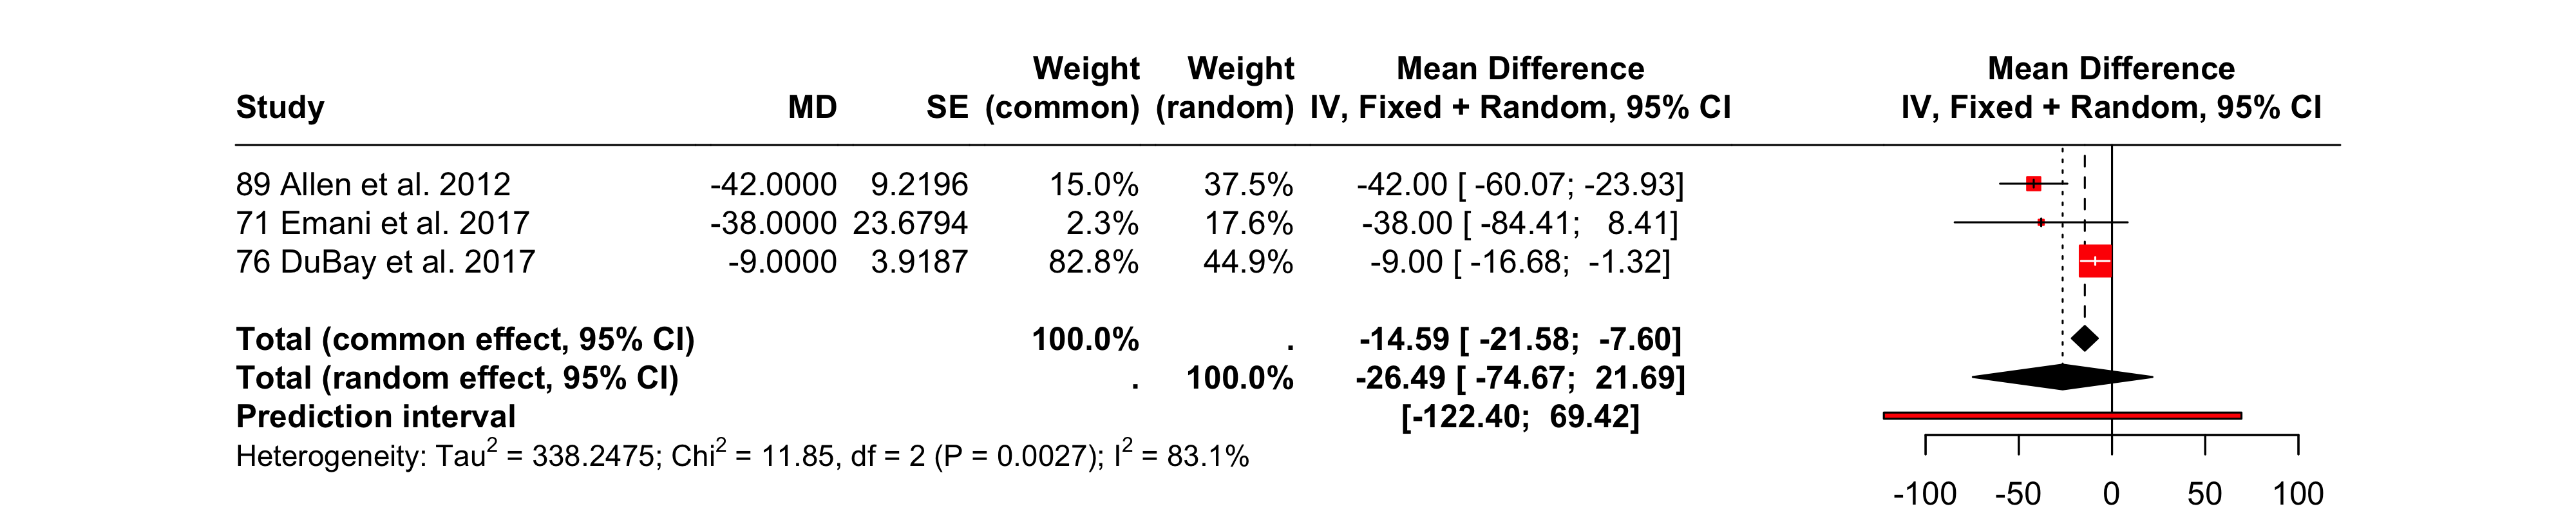 Weight Weight Mean Difference Mean Difference
Study MD SE (common) (random) IV, Fixed + Random, 95% CI IV, Fixed + Random, 95% CI
89 Allen et al. 2012 -42.0000 9.2196 15.0% 37.5% -42.00 [ -60.07; -23.93]
71 Emani et al. 2017 -38.0000 23.6794 2.3% 17.6% -38.00 [ -84.41; 8.41]
76 DuBay et al. 2017 -9.0000 3.9187 82.8% 44.9% -9.00 [ -16.68; -1.32]
Total (common effect, 95% CI) 100.0% . -14.59 [ -21.58; -7.60]
Total (random effect, 95% CI) . 100.0% -26.49 [ -74.67; 21.69]
Prediction interval [-122.40; 69.42]
Heterogeneity: Tau² = 338.2475; Chi² = 11.85, df = 2 (P = 0.0027); I² = 83.1%
-100 -50 0 50 100